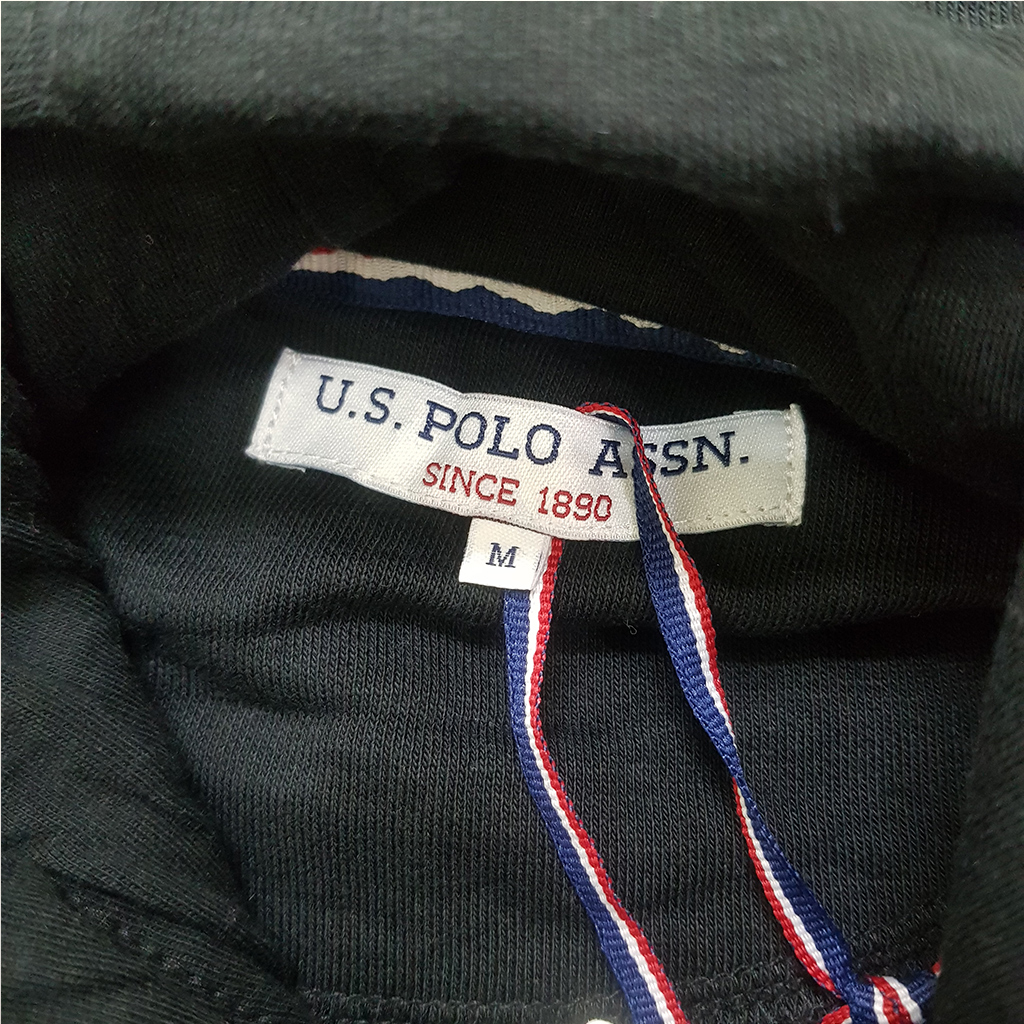 U.S. POLO ASSN.
SINCE 1890
M